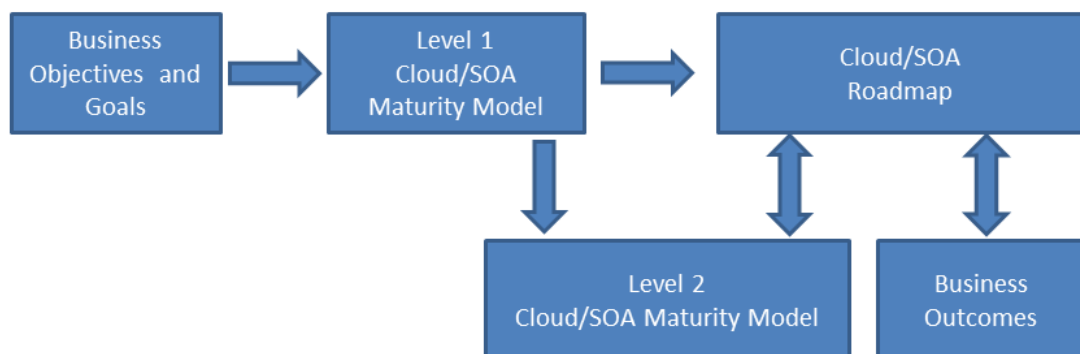 Business
Objectives and
Goals
Level 1
Cloud/SOA
Maturity Model
Cloud/SOA
Roadmap
Level 2
Cloud/SOA Maturity Model
Business
Outcomes